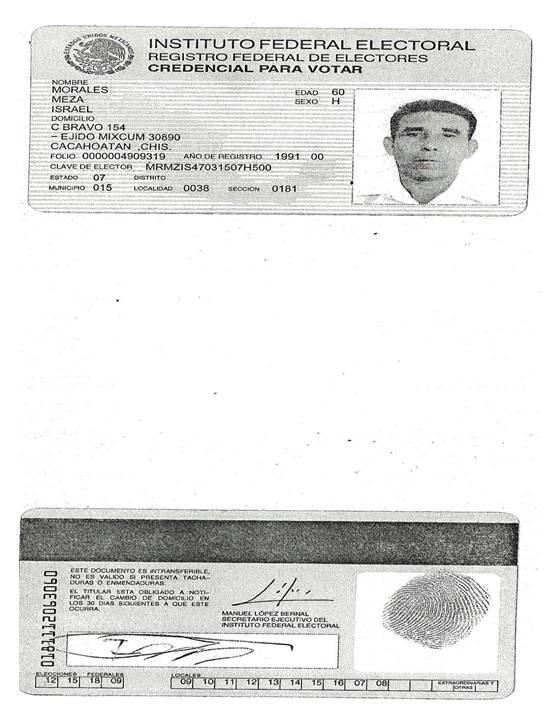 ESTADOS UNIDOS MEXICANOS
INSTITUTO FEDERAL ELECTORAL
REGISTRO FEDERAL DE ELECTORES
CREDENCIAL PARA VOTAR
NOMBRE
MORALES
MEZA
ISRAEL
EDAD 60
SEXO H
DOMICILIO
C BRAVO 154
– EJIDO MIXCUM 30890
CACAHOATAN ,CHIS.
FOLIO 0000004909319 AÑO DE REGISTRO 1991 00
CLAVE DE ELECTOR MRMZIS47031507H500
ESTADO 07 DISTRITO
MUNICIPIO 015 LOCALIDAD 0038 SECCION 0181
ESTE DOCUMENTO ES INTRANSFERIBLE,
NO ES VALIDO SI PRESENTA TACHA-
DURAS O ENMENDADURAS.
EL TITULAR ESTA OBLIGADO A NOTI-
FICAR EL CAMBIO DE DOMICILIO EN
LOS 30 DIAS SIGUIENTES A QUE ESTE
OCURRA.
MANUEL LÓPEZ BERNAL
SECRETARIO EJECUTIVO DEL
INSTITUTO FEDERAL ELECTORAL
ELECCIONES FEDERALES LOCALES EXTRAORDINARIAS Y
OTRAS
12 15 18 09 09 10 11 12 13 14 15 16 07 08